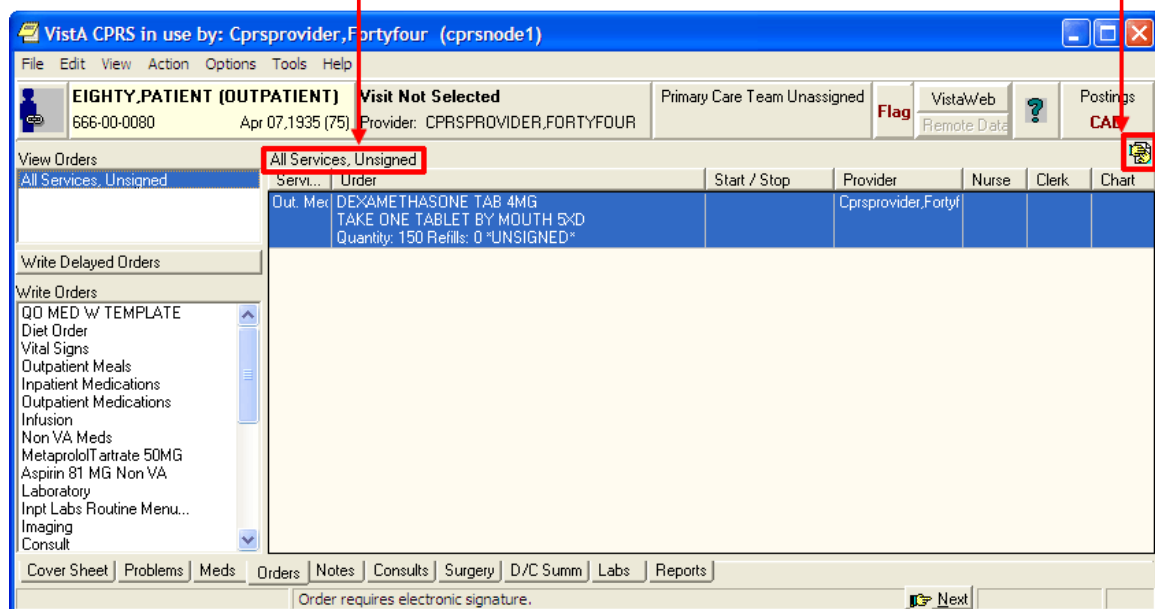 VistA CPRS in use by: Cprsprovider,Fortyfour (cprsnode1)
File Edit View Action Options Tools Help
EIGHTY,PATIENT (OUTPATIENT) Visit Not Selected Primary Care Team Unassigned Flag VistaWeb ? Postings
666-00-0080 Apr 07,1935 (75) Provider: CPRSPROVIDER,FORTYFOUR Remote Data
View Orders All Services, Unsigned
All Services, Unsigned Servi... Order Start / Stop Provider Nurse Clerk Chart
Out. Med DEXAMETHASONE TAB 4MG Cprsprovider,Fortyf
TAKE ONE TABLET BY MOUTH 5XD
Quantity: 150 Refills: 0 *UNSIGNED*
Write Delayed Orders
Write Orders
QO MED W TEMPLATE
Diet Order
Vital Signs
Outpatient Meals
Inpatient Medications
Outpatient Medications
Infusion
Non VA Meds
MetaprololTartrate 50MG
Aspirin 81 MG Non VA
Laboratory
Inpt Labs Routine Menu...
Imaging
Consult
Cover Sheet Problems Meds Orders Notes Consults Surgery D/C Summ Labs Reports
Order requires electronic signature. Next